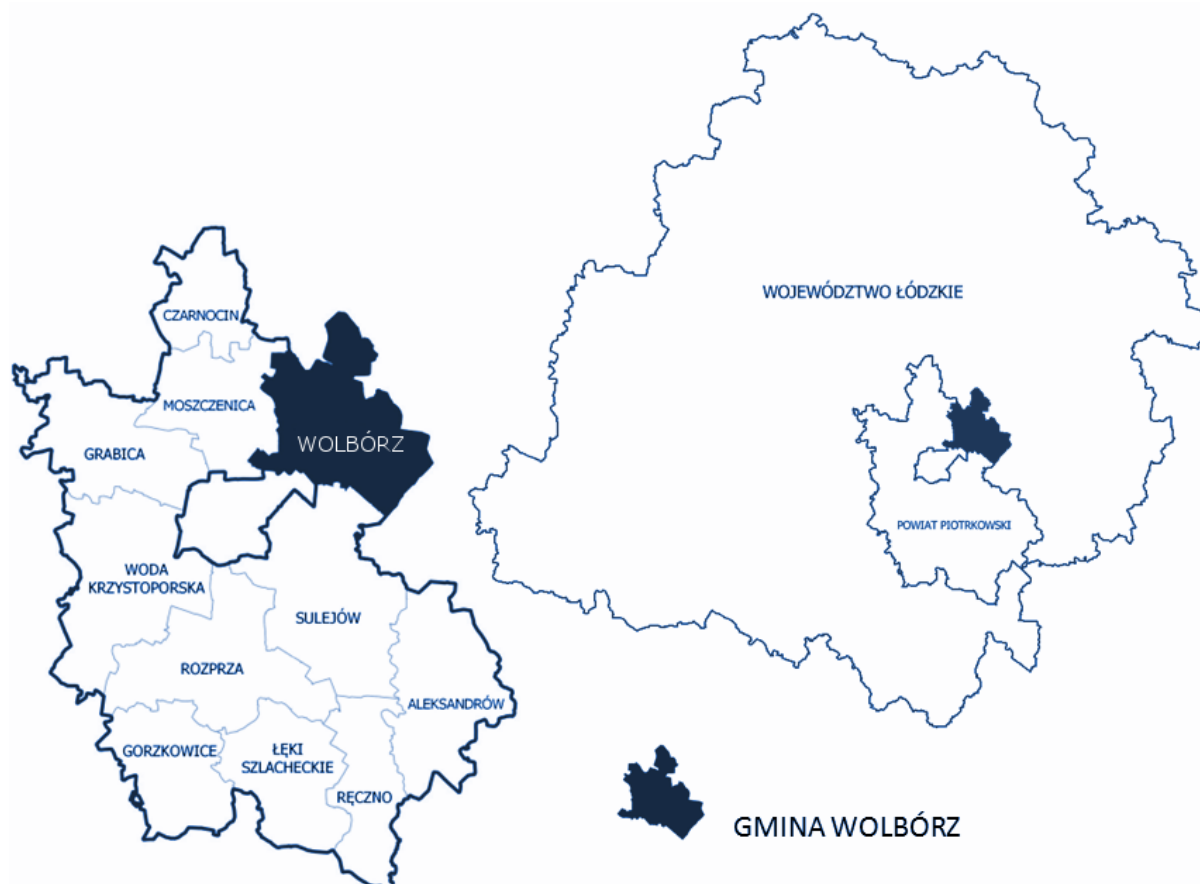 CZARNOCIN
MOSZCZENICA
GRABICA
WOLBÓRZ
WODA
KRZYSTOPORSKA
SULEJÓW
ROZPRZA
ALEKSANDRÓW
GORZKOWICE
ŁĘKI
SZLACHECKIE
RĘCZNO
WOJEWÓDZTWO ŁÓDZKIE
POWIAT PIOTRKOWSKI
GMINA WOLBÓRZ